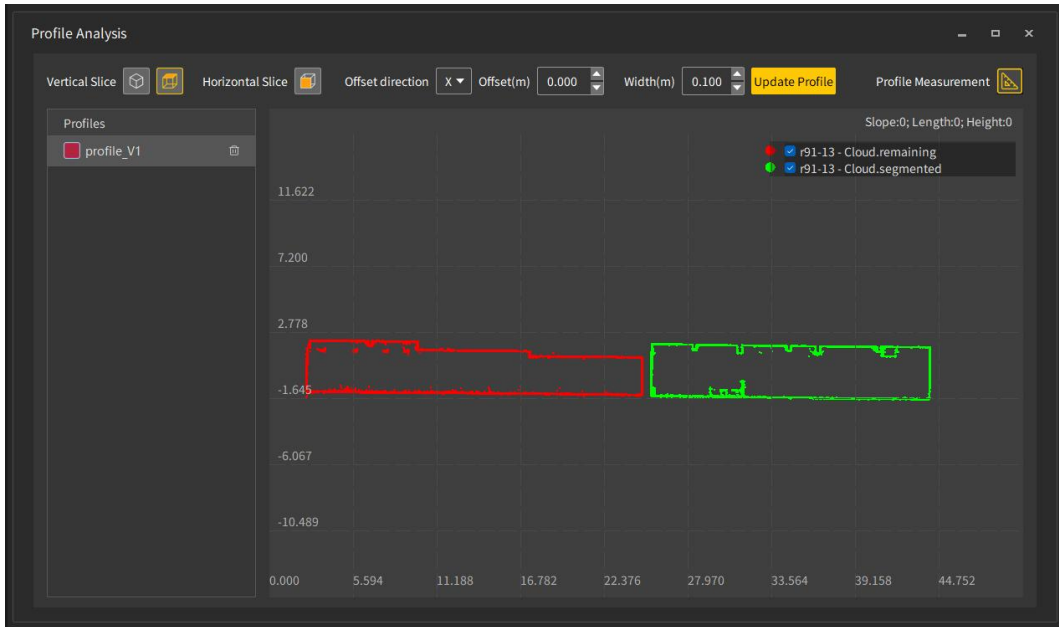 Profile Analysis
Vertical Slice Horizontal Slice Offset direction X Offset(m) 0.000 Width(m) 0.100 Update Profile Profile Measurement
Profiles
profile_V1
Slope:0; Length:0; Height:0
r91-13 - Cloud.remaining
r91-13 - Cloud.segmented
11.622
7.200
2.778
-1.645
-6.067
-10.489
0.000 5.594 11.188 16.782 22.376 27.970 33.564 39.158 44.752